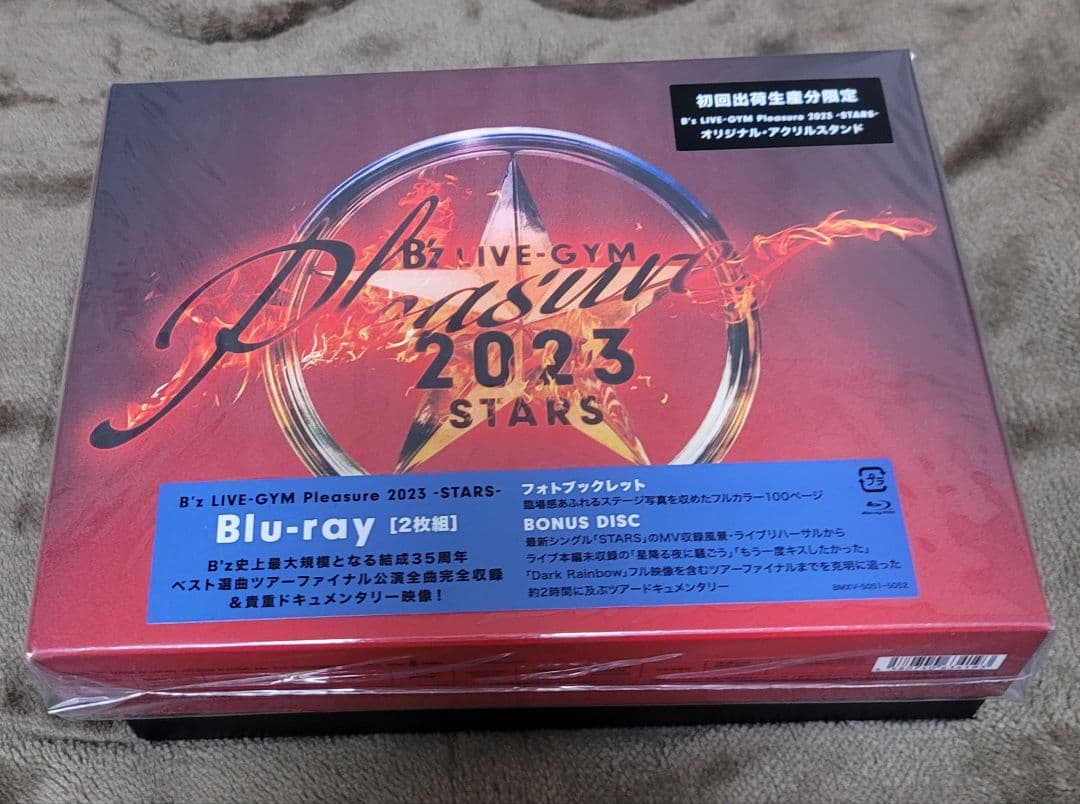 初回出荷生産分限定
B'z LIVE-GYM Pleasure 2023 -STARS-
オリジナル・アクリルスタンド
B'z LIVE-GYM
Pleasure
2023
STARS
B'z LIVE-GYM Pleasure 2023 -STARS-
Blu-ray [2枚組]
B'z史上最大規模となる結成35周年
ベスト選曲ツアーファイナル公演全曲完全収録
&貴重ドキュメンタリー映像！
フォトブックレット
臨場感あふれるステージ写真を収めたフルカラー100ページ
BONUS DISC
最新シングル「STARS」のMV収録風景・ライブリハーサルから
ライブ本編未収録の「星降る夜に騒ごう」「もう一度キスしたかった」
「Dark Rainbow」フル映像を含むツアーファイナルまでを克明に追った
約2時間に及ぶツアードキュメンタリー
BMXV-5051-5052
プラ
Blu-ray